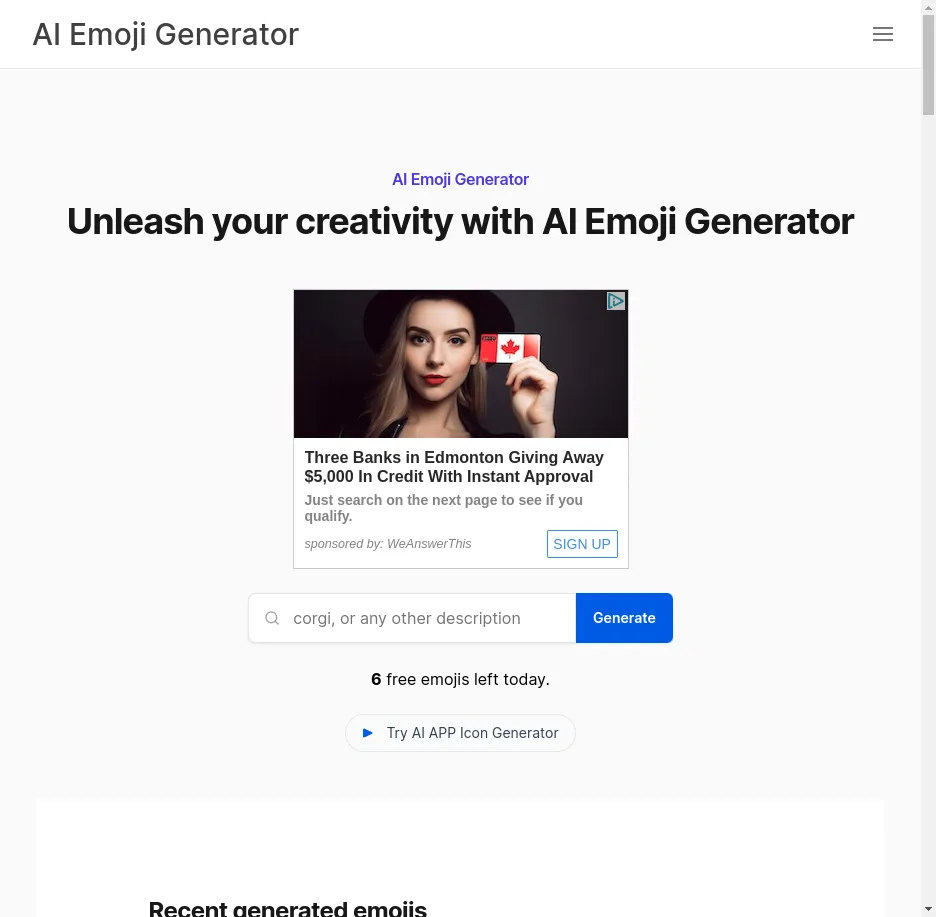 AI Emoji Generator
AI Emoji Generator
Unleash your creativity with AI Emoji Generator
Three Banks in Edmonton Giving Away
$5,000 In Credit With Instant Approval
Just search on the next page to see if you
qualify.
sponsored by: WeAnswerThis
SIGN UP
corgi, or any other description
Generate
6 free emojis left today.
Try AI APP Icon Generator
Recent generated emojis